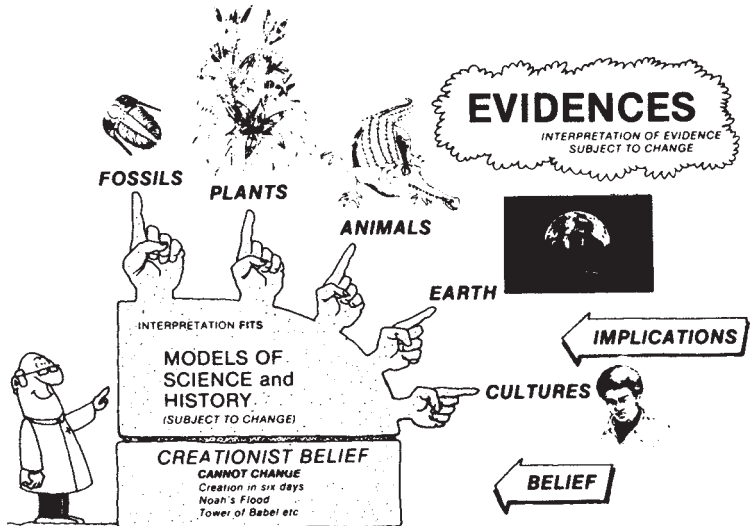 EVIDENCES
INTERPRETATION OF EVIDENCE
SUBJECT TO CHANGE
FOSSILS
PLANTS
ANIMALS
EARTH
IMPLICATIONS
CULTURES
INTERPRETATION FITS
MODELS OF
SCIENCE and
HISTORY
(SUBJECT TO CHANGE)
CREATIONIST BELIEF
CANNOT CHANGE
Creation in six days
Noah's Flood
Tower of Babel etc
BELIEF